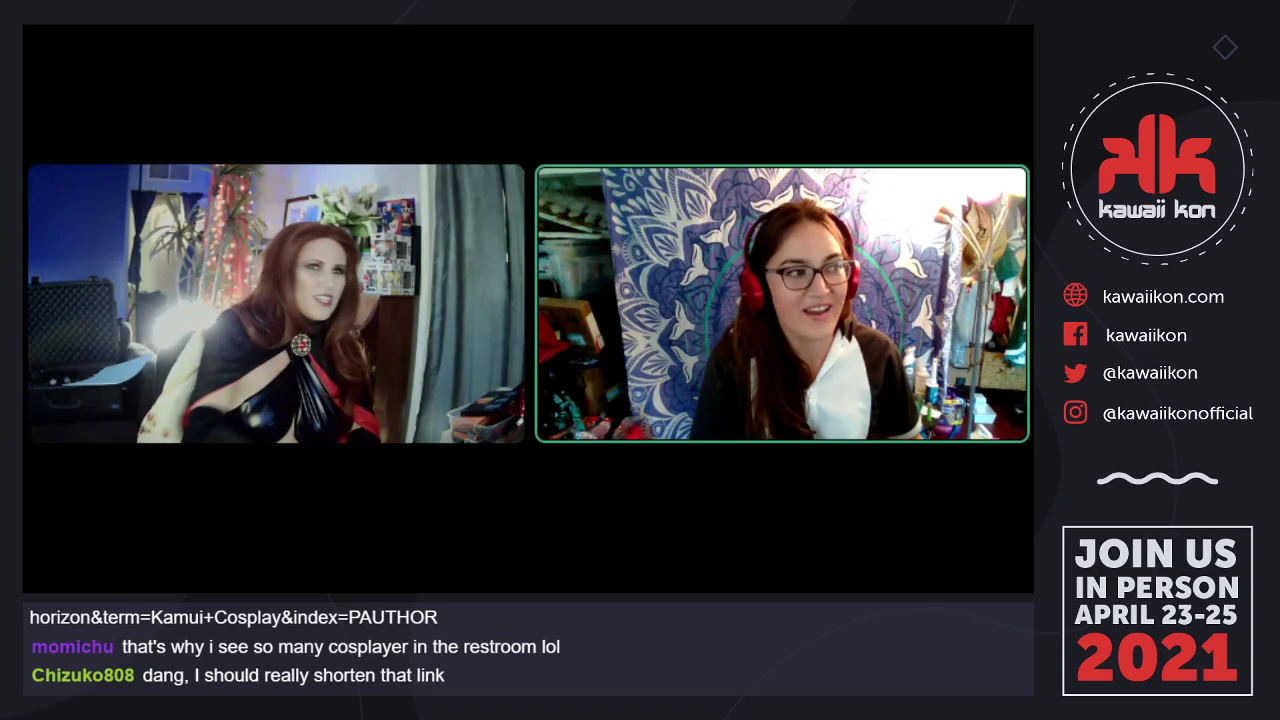 kawaii kon
kawaiikon.com
kawaiikon
@kawaiikon
@kawaiikonofficial
JOIN US
IN PERSON
APRIL 23-25
2021
horizon&term=Kamui+Cosplay&index=PAUTHOR
momichu that's why i see so many cosplayer in the restroom lol
Chizuko808 dang, I should really shorten that link